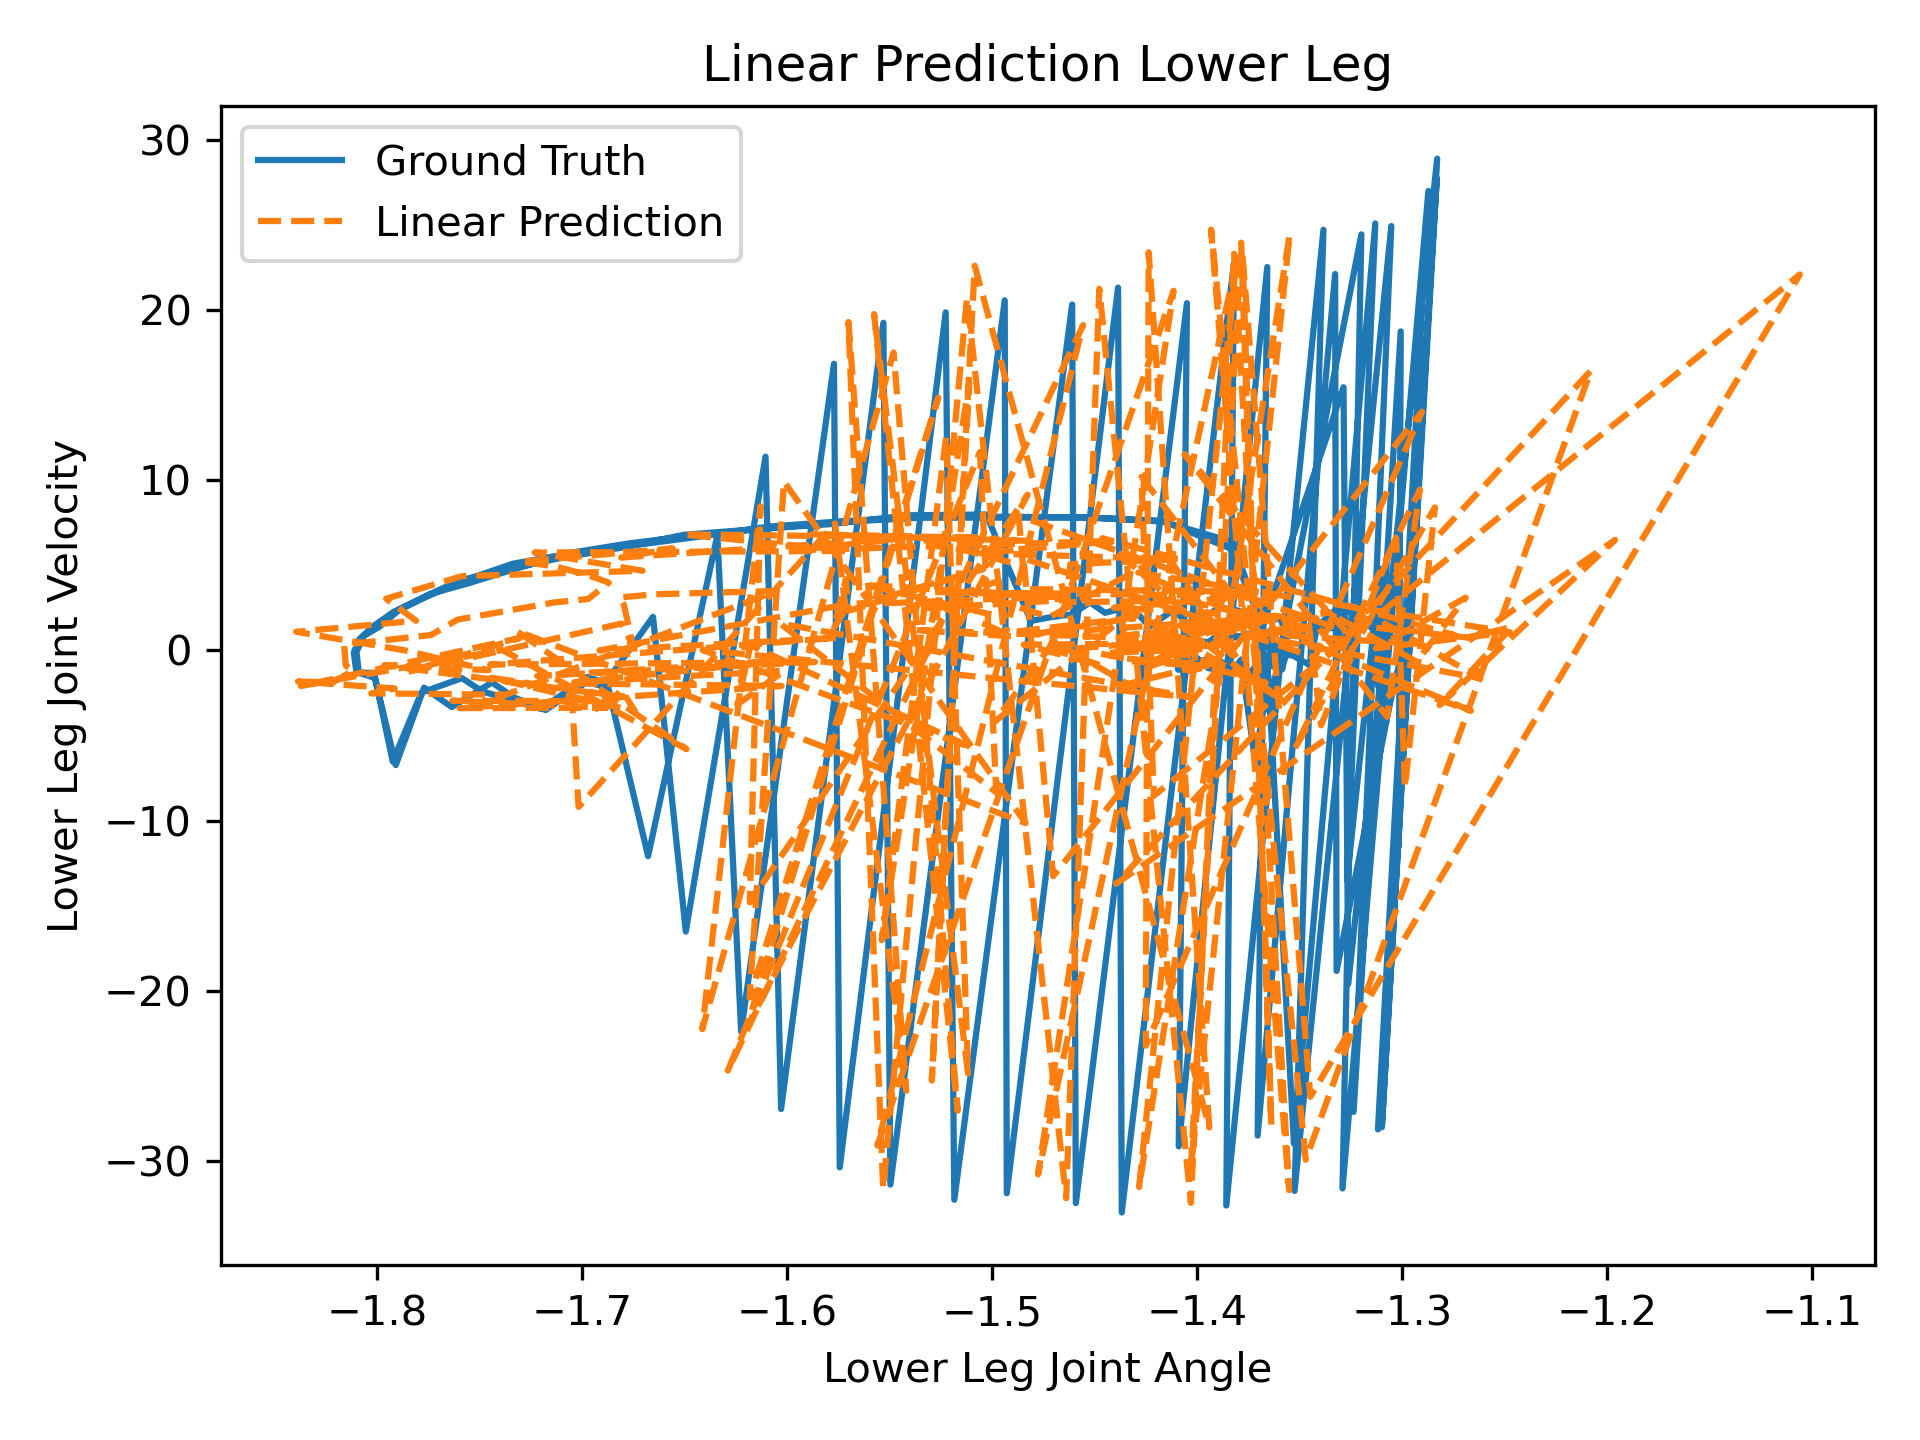 Linear Prediction Lower Leg
Ground Truth
Linear Prediction
30
20
10
0
−10
−20
−30
Lower Leg Joint Velocity
−1.8 −1.7 −1.6 −1.5 −1.4 −1.3 −1.2 −1.1
Lower Leg Joint Angle